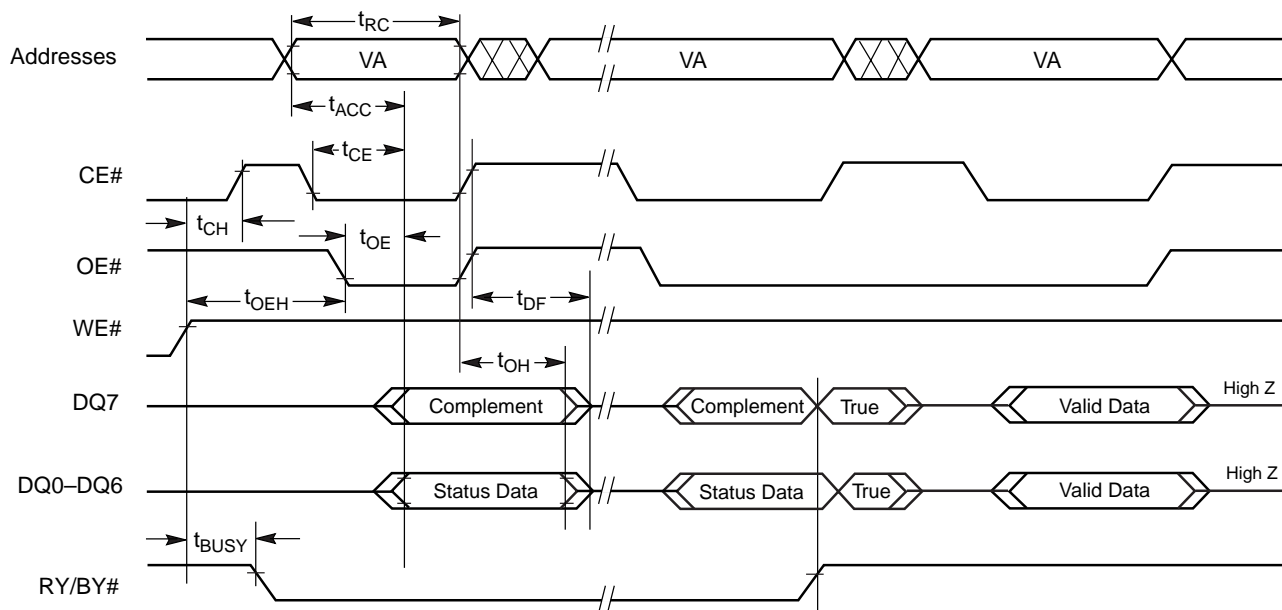 tRC
Addresses VA VA VA
tACC
tCE
CE#
tCH tOE
OE#
tOEH tDF
WE#
tOH
DQ7 Complement Complement True Valid Data High Z
DQ0–DQ6 Status Data Status Data True Valid Data High Z
tBUSY
RY/BY#